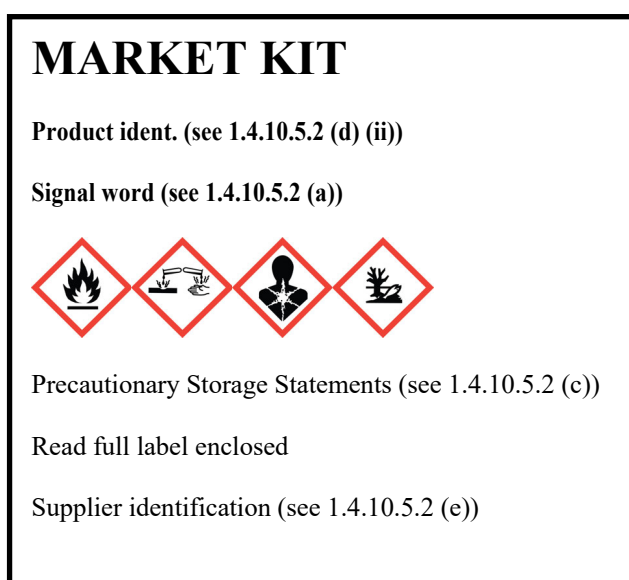 MARKET KIT
Product ident. (see 1.4.10.5.2 (d) (ii))
Signal word (see 1.4.10.5.2 (a))
Precautionary Storage Statements (see 1.4.10.5.2 (c))
Read full label enclosed
Supplier identification (see 1.4.10.5.2 (e))